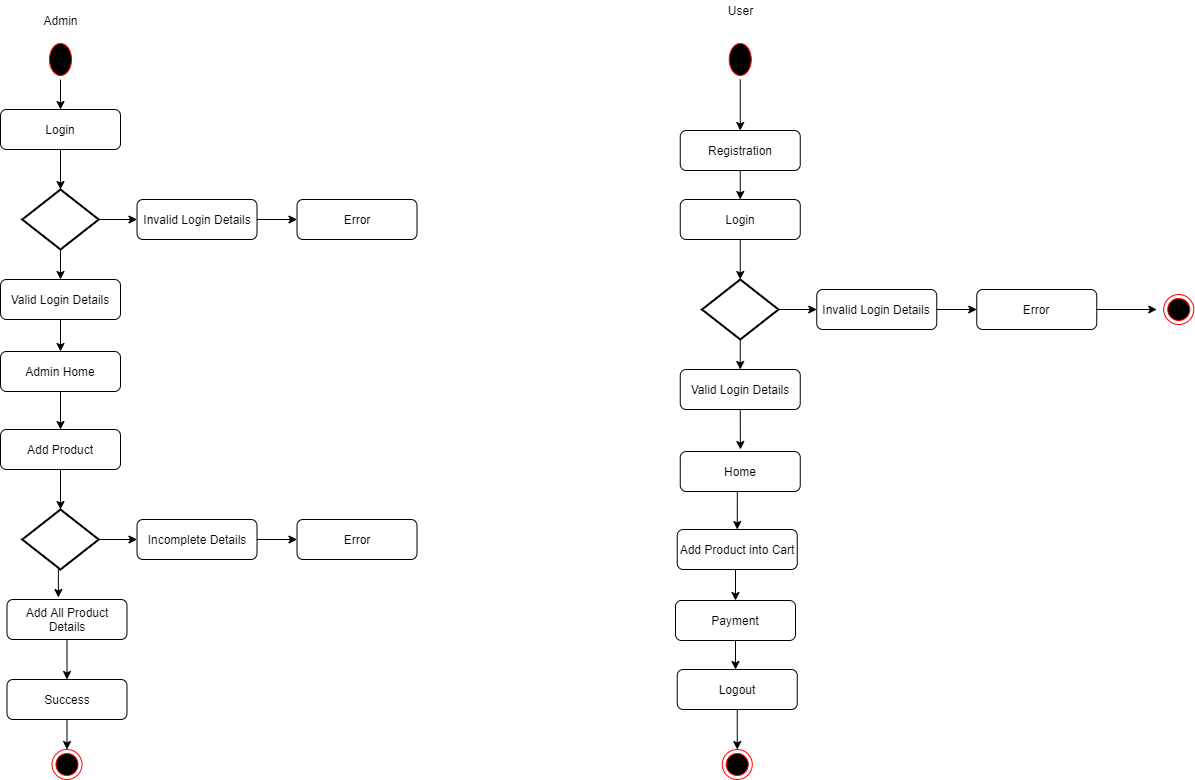 Admin
Login
Invalid Login Details
Error
Valid Login Details
Admin Home
Add Product
Incomplete Details
Error
Add All Product
Details
Success
User
Registration
Login
Invalid Login Details
Error
Valid Login Details
Home
Add Product into Cart
Payment
Logout